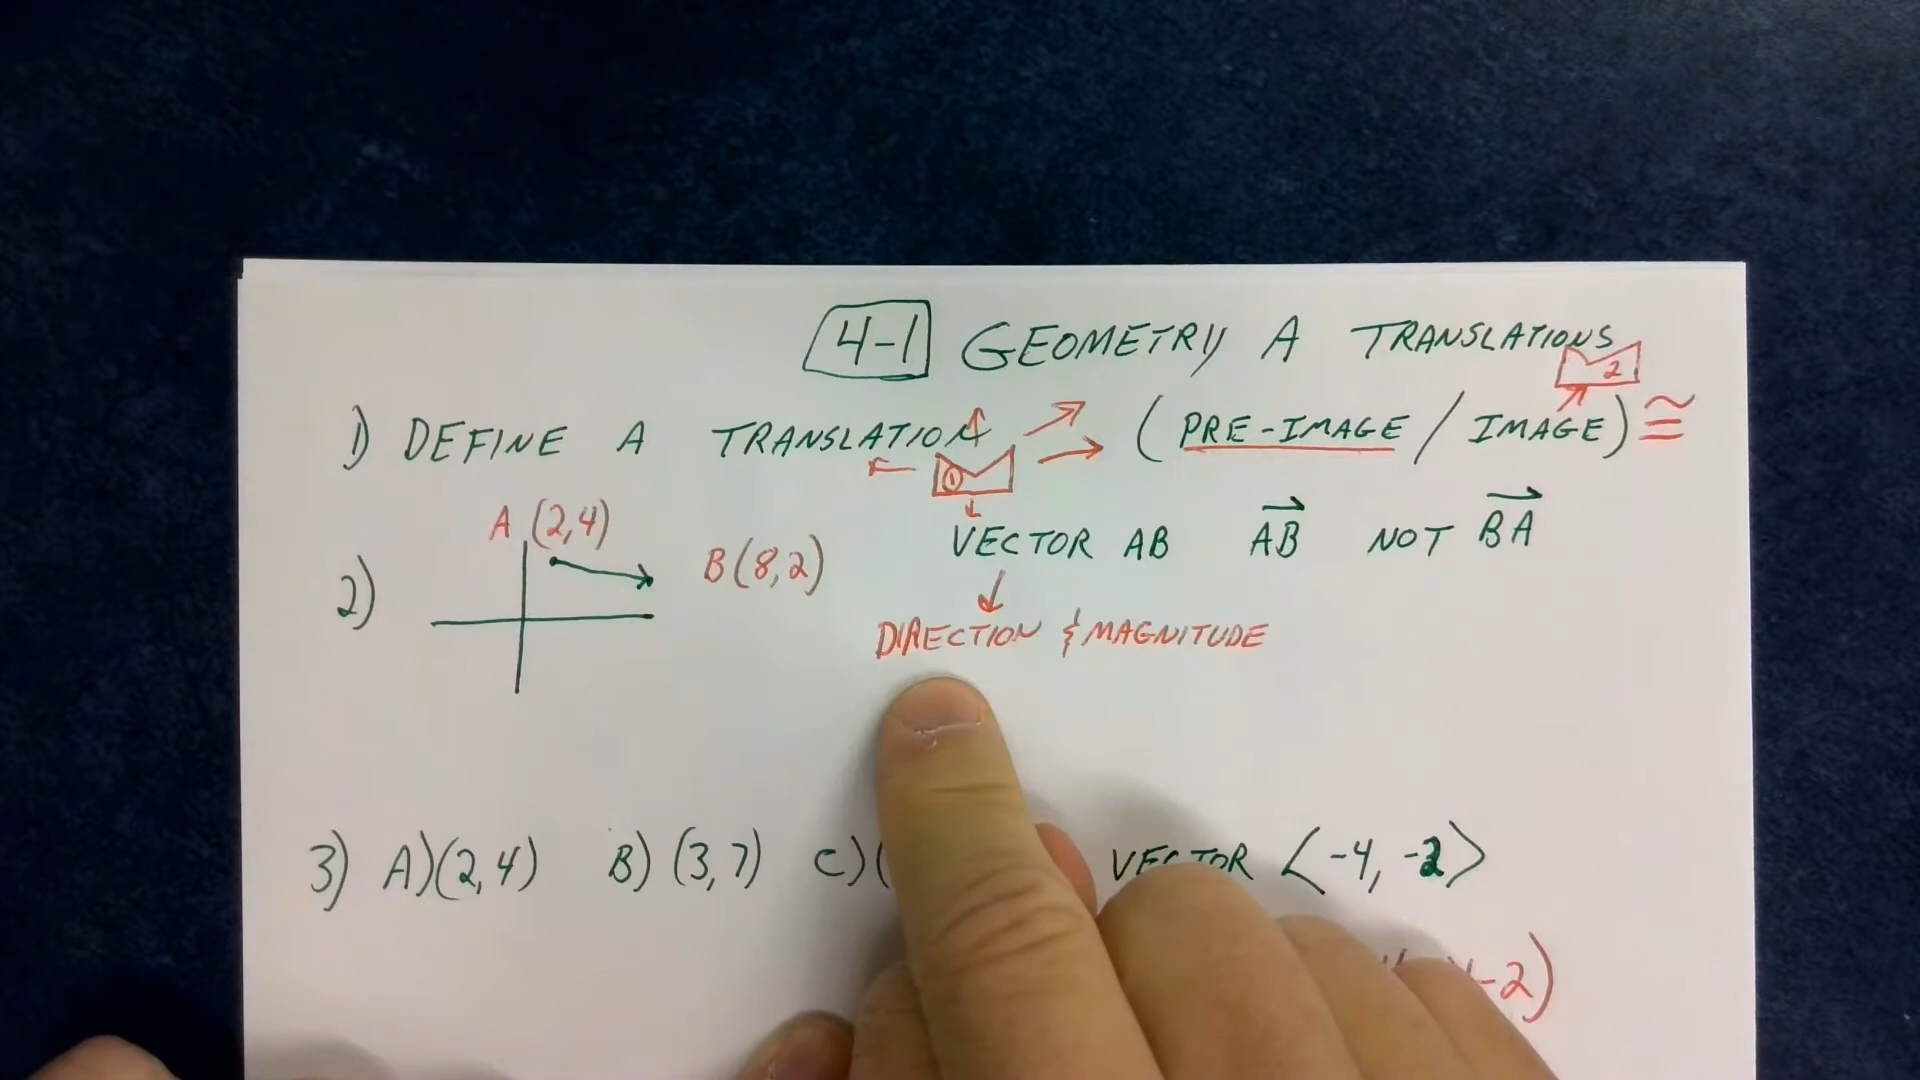 4-1 GEOMETRY A TRANSLATIONS
2
1) DEFINE A TRANSLATION (PRE-IMAGE / IMAGE) ≅
1
A (2,4)
VECTOR AB AB NOT BA
2) B(8,2)
DIRECTION & MAGNITUDE
3) A)(2,4) B) (3,7) C)( VECTOR <-4, -2>
-2)